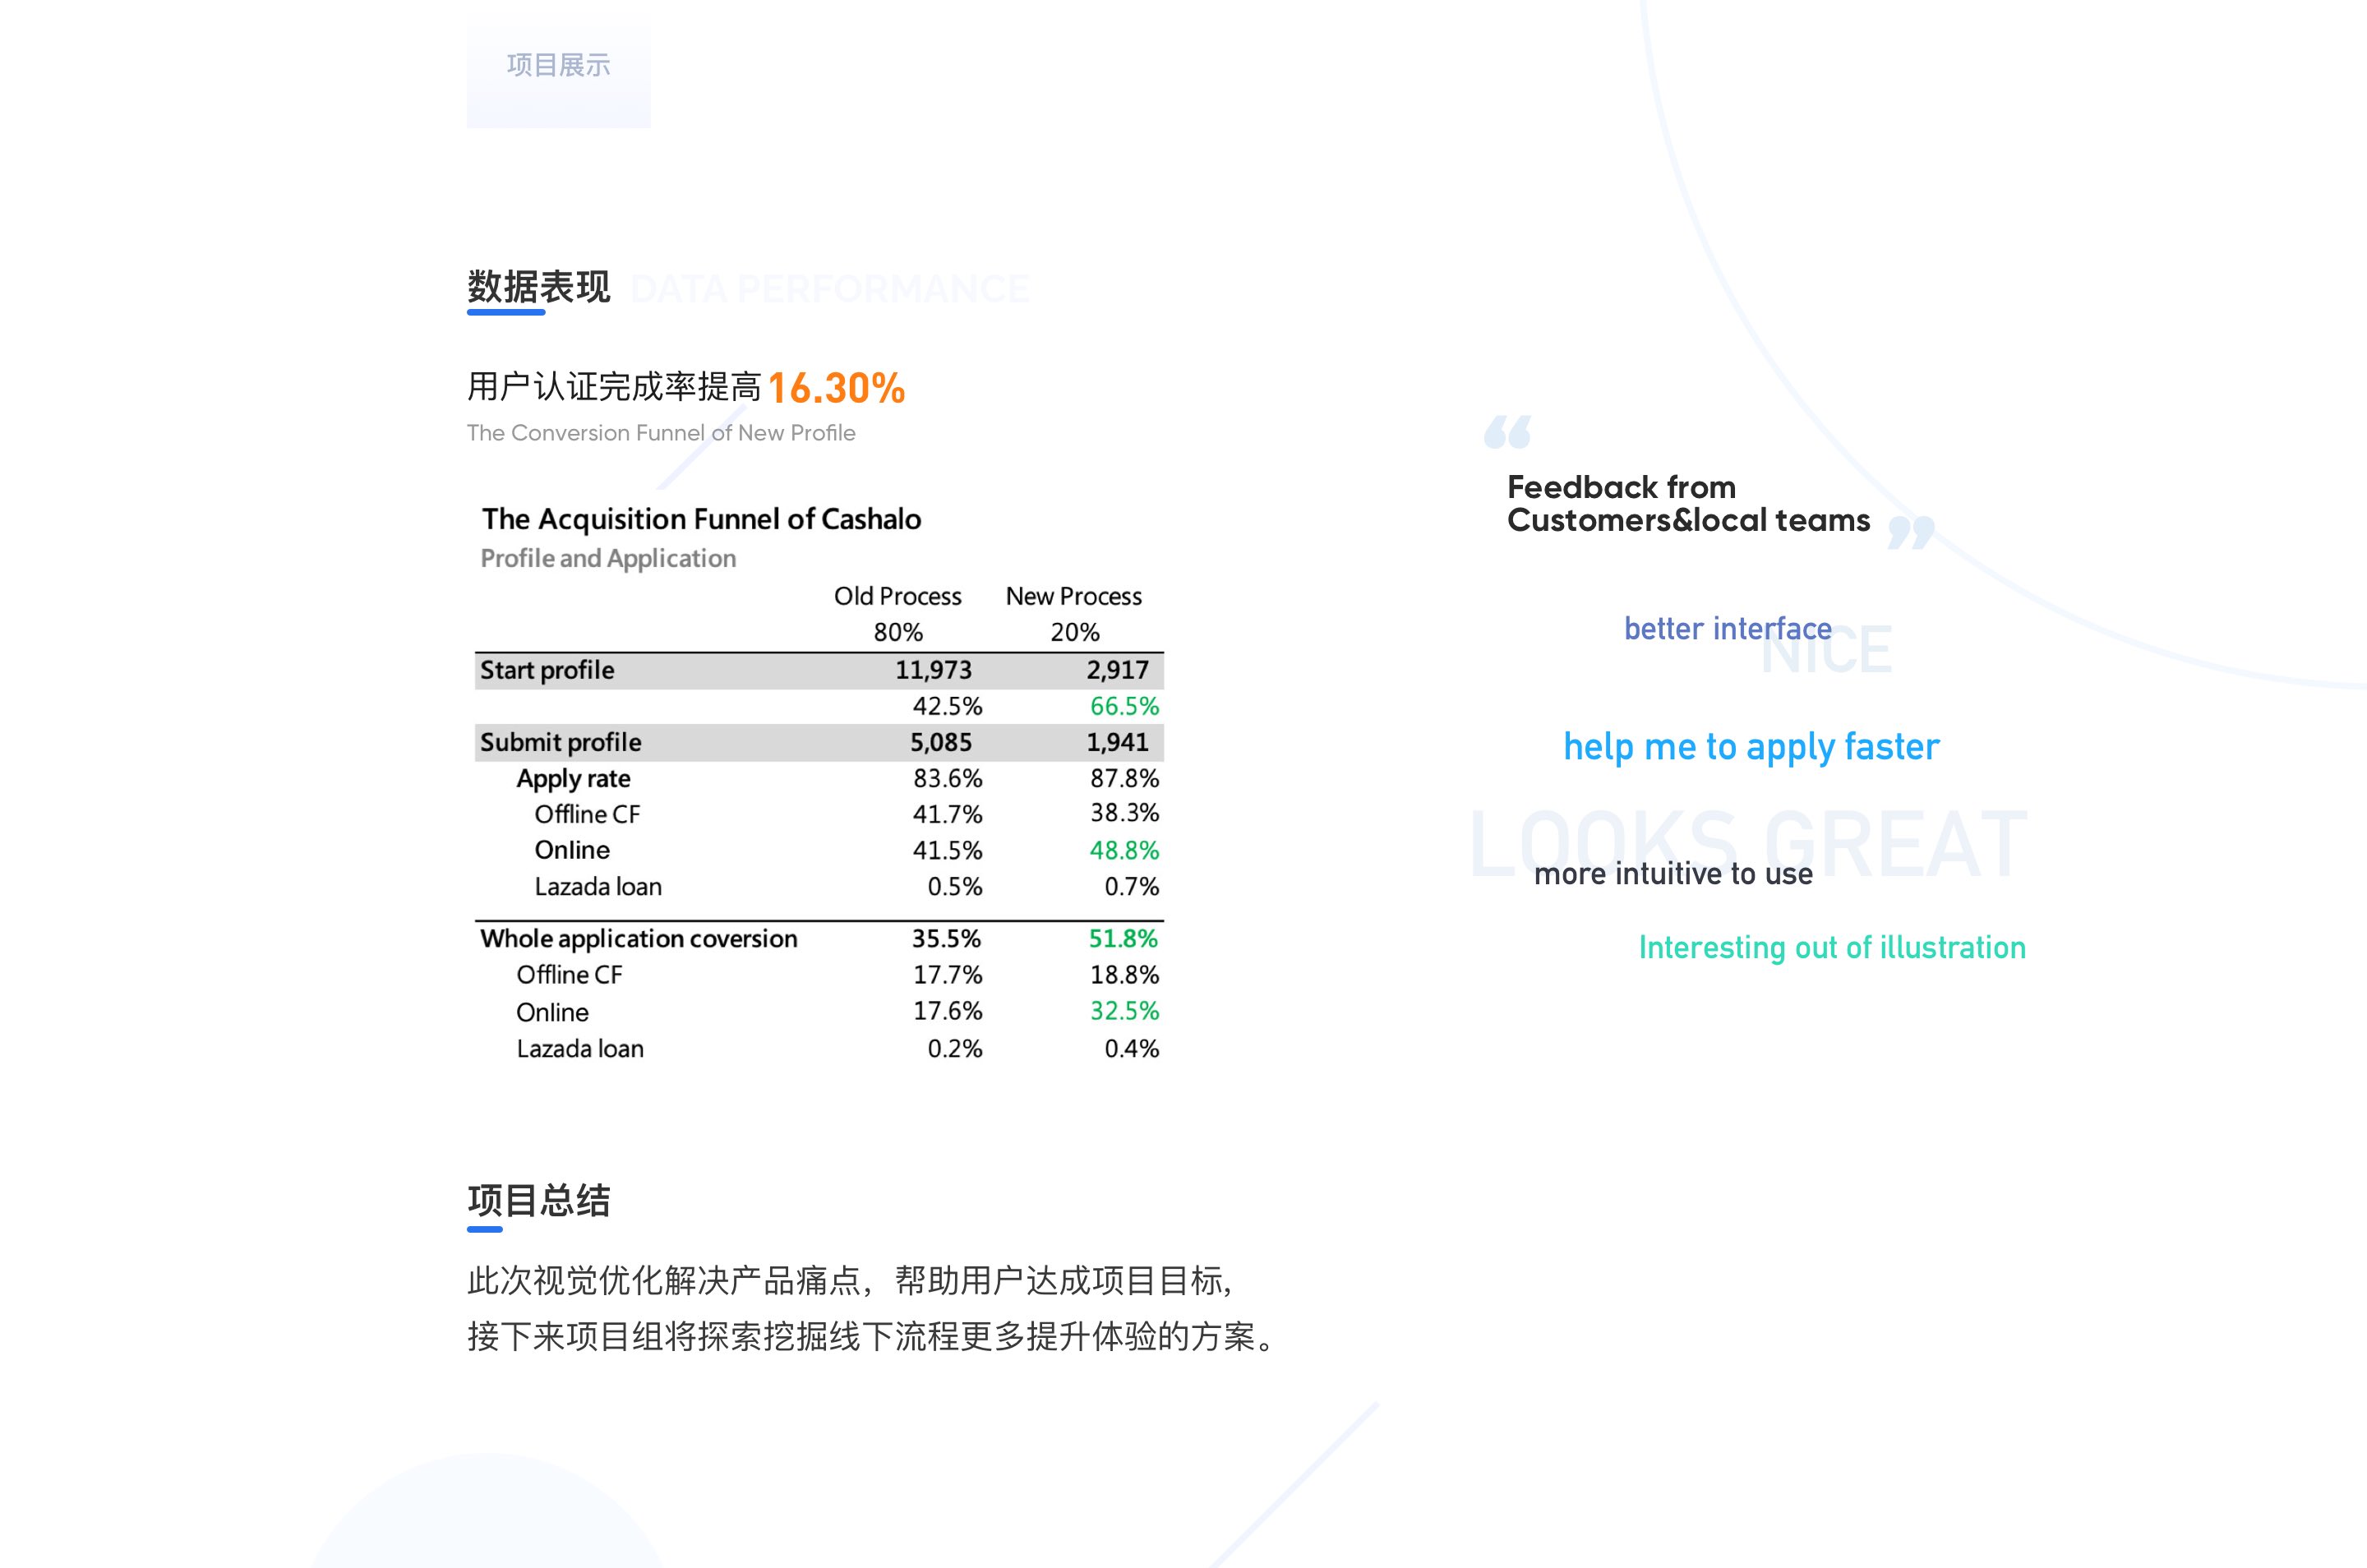 项目展示
数据表现 DATA PERFORMANCE
用户认证完成率提高 16.30%
The Conversion Funnel of New Profile
The Acquisition Funnel of Cashalo
Profile and Application
Old Process New Process
80% 20%
Start profile 11,973 2,917
42.5% 66.5%
Submit profile 5,085 1,941
Apply rate 83.6% 87.8%
Offline CF 41.7% 38.3%
Online 41.5% 48.8%
Lazada loan 0.5% 0.7%
Whole application coversion 35.5% 51.8%
Offline CF 17.7% 18.8%
Online 17.6% 32.5%
Lazada loan 0.2% 0.4%
“
Feedback from
Customers&local teams ”
better interface
NICE
help me to apply faster
LOOKS GREAT
more intuitive to use
Interesting out of illustration
项目总结
此次视觉优化解决产品痛点，帮助用户达成项目目标,
接下来项目组将探索挖掘线下流程更多提升体验的方案。